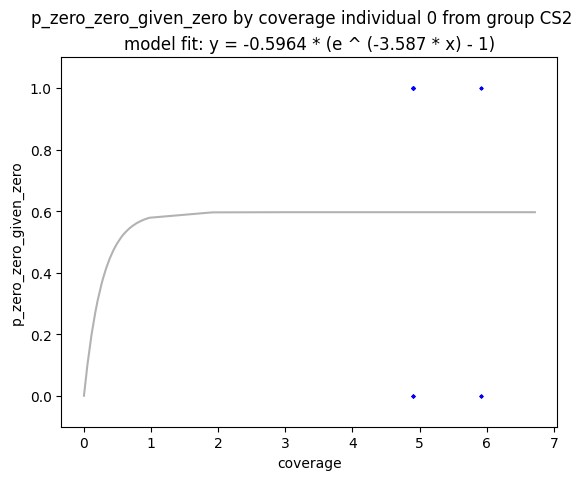 p_zero_zero_given_zero by coverage individual 0 from group CS2
model fit: y = -0.5964 * (e ^ (-3.587 * x) - 1)
1.0
0.8
0.6
0.4
0.2
0.0
p_zero_zero_given_zero
0 1 2 3 4 5 6 7
coverage